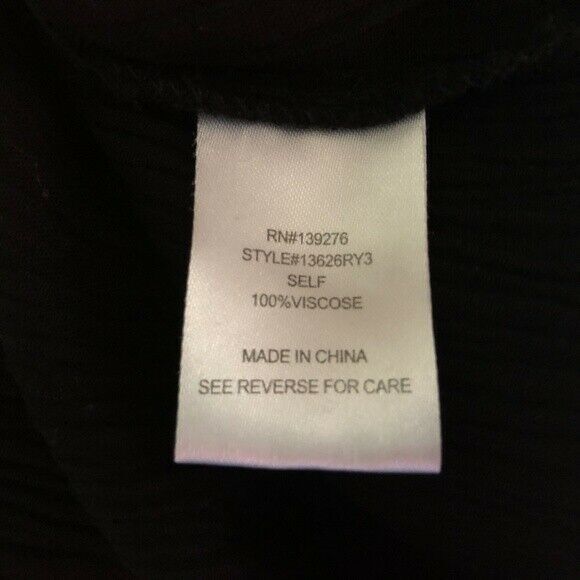 RN#139276
STYLE#13626RY3
SELF
100%VISCOSE
MADE IN CHINA
SEE REVERSE FOR CARE